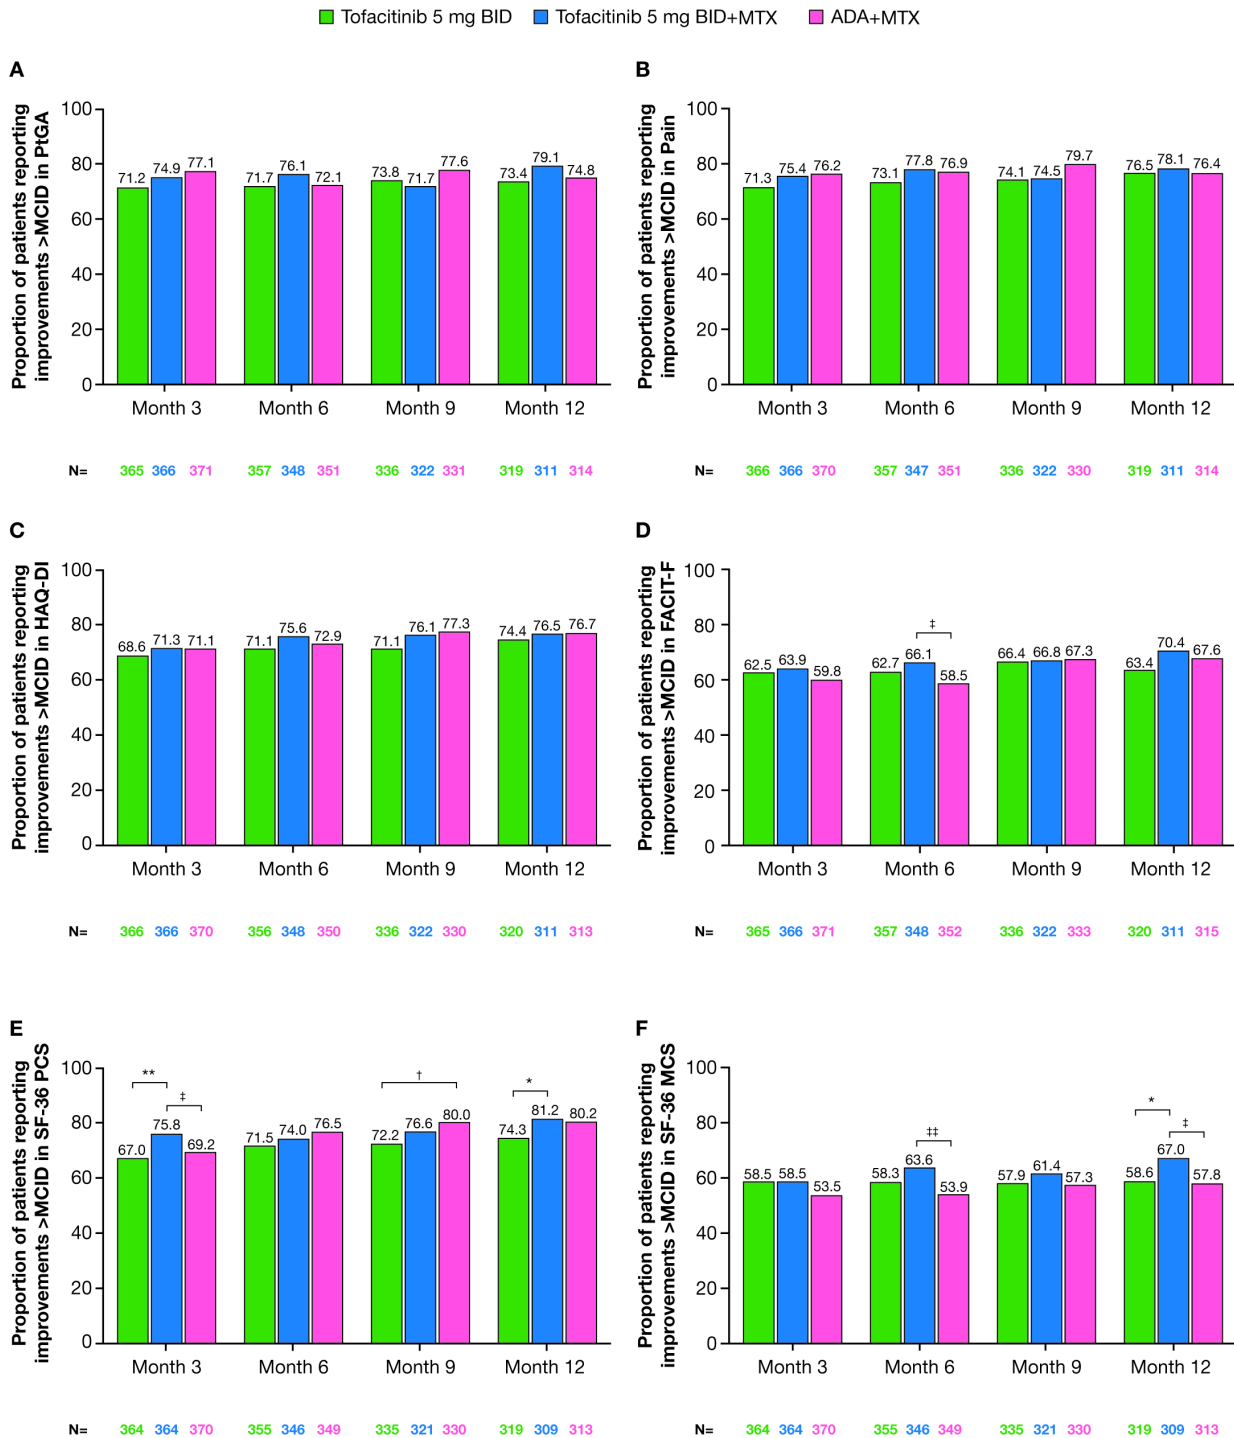 Tofacitinib 5 mg BID Tofacitinib 5 mg BID+MTX ADA+MTX
A
Proportion of patients reporting
improvements >MCID in PtGA
100
80
60
40
20
0
71.2 74.9 77.1
71.7 76.1 72.1
73.8 71.7 77.6
73.4 79.1 74.8
Month 3 Month 6 Month 9 Month 12
N= 365 366 371 357 348 351 336 322 331 319 311 314
B
Proportion of patients reporting
improvements >MCID in Pain
100
80
60
40
20
0
71.3 75.4 76.2
73.1 77.8 76.9
74.1 74.5 79.7
76.5 78.1 76.4
Month 3 Month 6 Month 9 Month 12
N= 366 366 370 357 347 351 336 322 330 319 311 314
C
Proportion of patients reporting
improvements >MCID in HAQ-DI
100
80
60
40
20
0
68.6 71.3 71.1
71.1 75.6 72.9
71.1 76.1 77.3
74.4 76.5 76.7
Month 3 Month 6 Month 9 Month 12
N= 366 366 370 356 348 350 336 322 330 320 311 313
D
Proportion of patients reporting
improvements >MCID in FACIT-F
100
80
60
40
20
0
62.5 63.9 59.8
‡
62.7 66.1 58.5
66.4 66.8 67.3
63.4 70.4 67.6
Month 3 Month 6 Month 9 Month 12
N= 365 366 371 357 348 352 336 322 333 320 311 315
E
Proportion of patients reporting
improvements >MCID in SF-36 PCS
100
80
60
40
20
0
**
‡
67.0 75.8 69.2
71.5 74.0 76.5
†
72.2 76.6 80.0
*
74.3 81.2 80.2
Month 3 Month 6 Month 9 Month 12
N= 364 364 370 355 346 349 335 321 330 319 309 313
F
Proportion of patients reporting
improvements >MCID in SF-36 MCS
100
80
60
40
20
0
58.5 58.5 53.5
‡‡
58.3 63.6 53.9
57.9 61.4 57.3
*
‡
58.6 67.0 57.8
Month 3 Month 6 Month 9 Month 12
N= 364 364 370 355 346 349 335 321 330 319 309 313